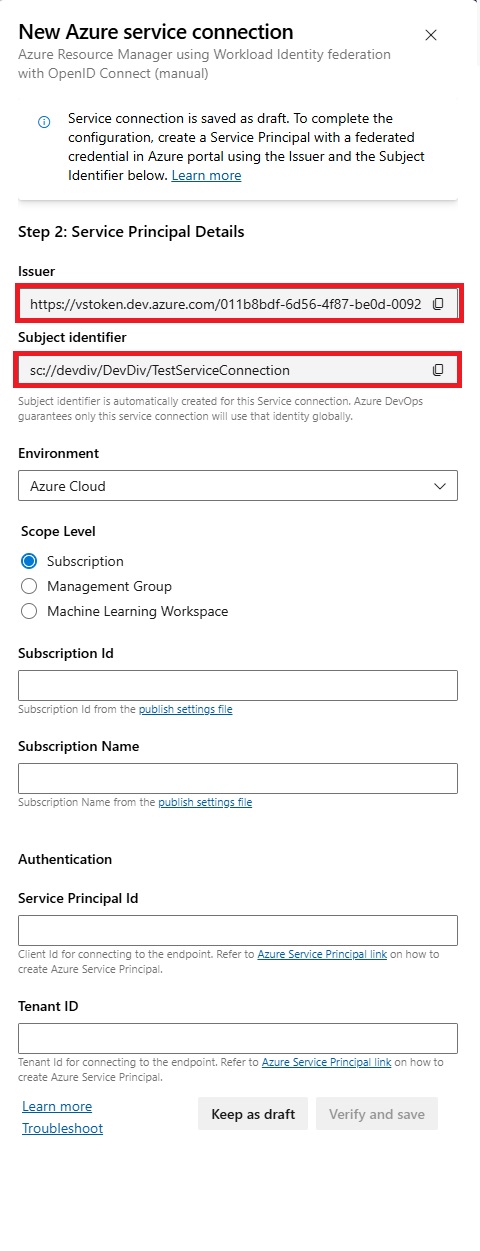 New Azure service connection
Azure Resource Manager using Workload Identity federation
with OpenID Connect (manual)
Service connection is saved as draft. To complete the
configuration, create a Service Principal with a federated
credential in Azure portal using the Issuer and the Subject
Identifier below. Learn more
Step 2: Service Principal Details
Issuer
https://vstoken.dev.azure.com/011b8bdf-6d56-4f87-be0d-0092
Subject identifier
sc://devdiv/DevDiv/TestServiceConnection
Subject identifier is automatically created for this Service connection. Azure DevOps
guarantees only this service connection will use that identity globally.
Environment
Azure Cloud
Scope Level
Subscription
Management Group
Machine Learning Workspace
Subscription Id
Subscription Id from the publish settings file
Subscription Name
Subscription Name from the publish settings file
Authentication
Service Principal Id
Client Id for connecting to the endpoint. Refer to Azure Service Principal link on how to
create Azure Service Principal.
Tenant ID
Tenant Id for connecting to the endpoint. Refer to Azure Service Principal link on how to
create Azure Service Principal.
Learn more
Troubleshoot
Keep as draft
Verify and save